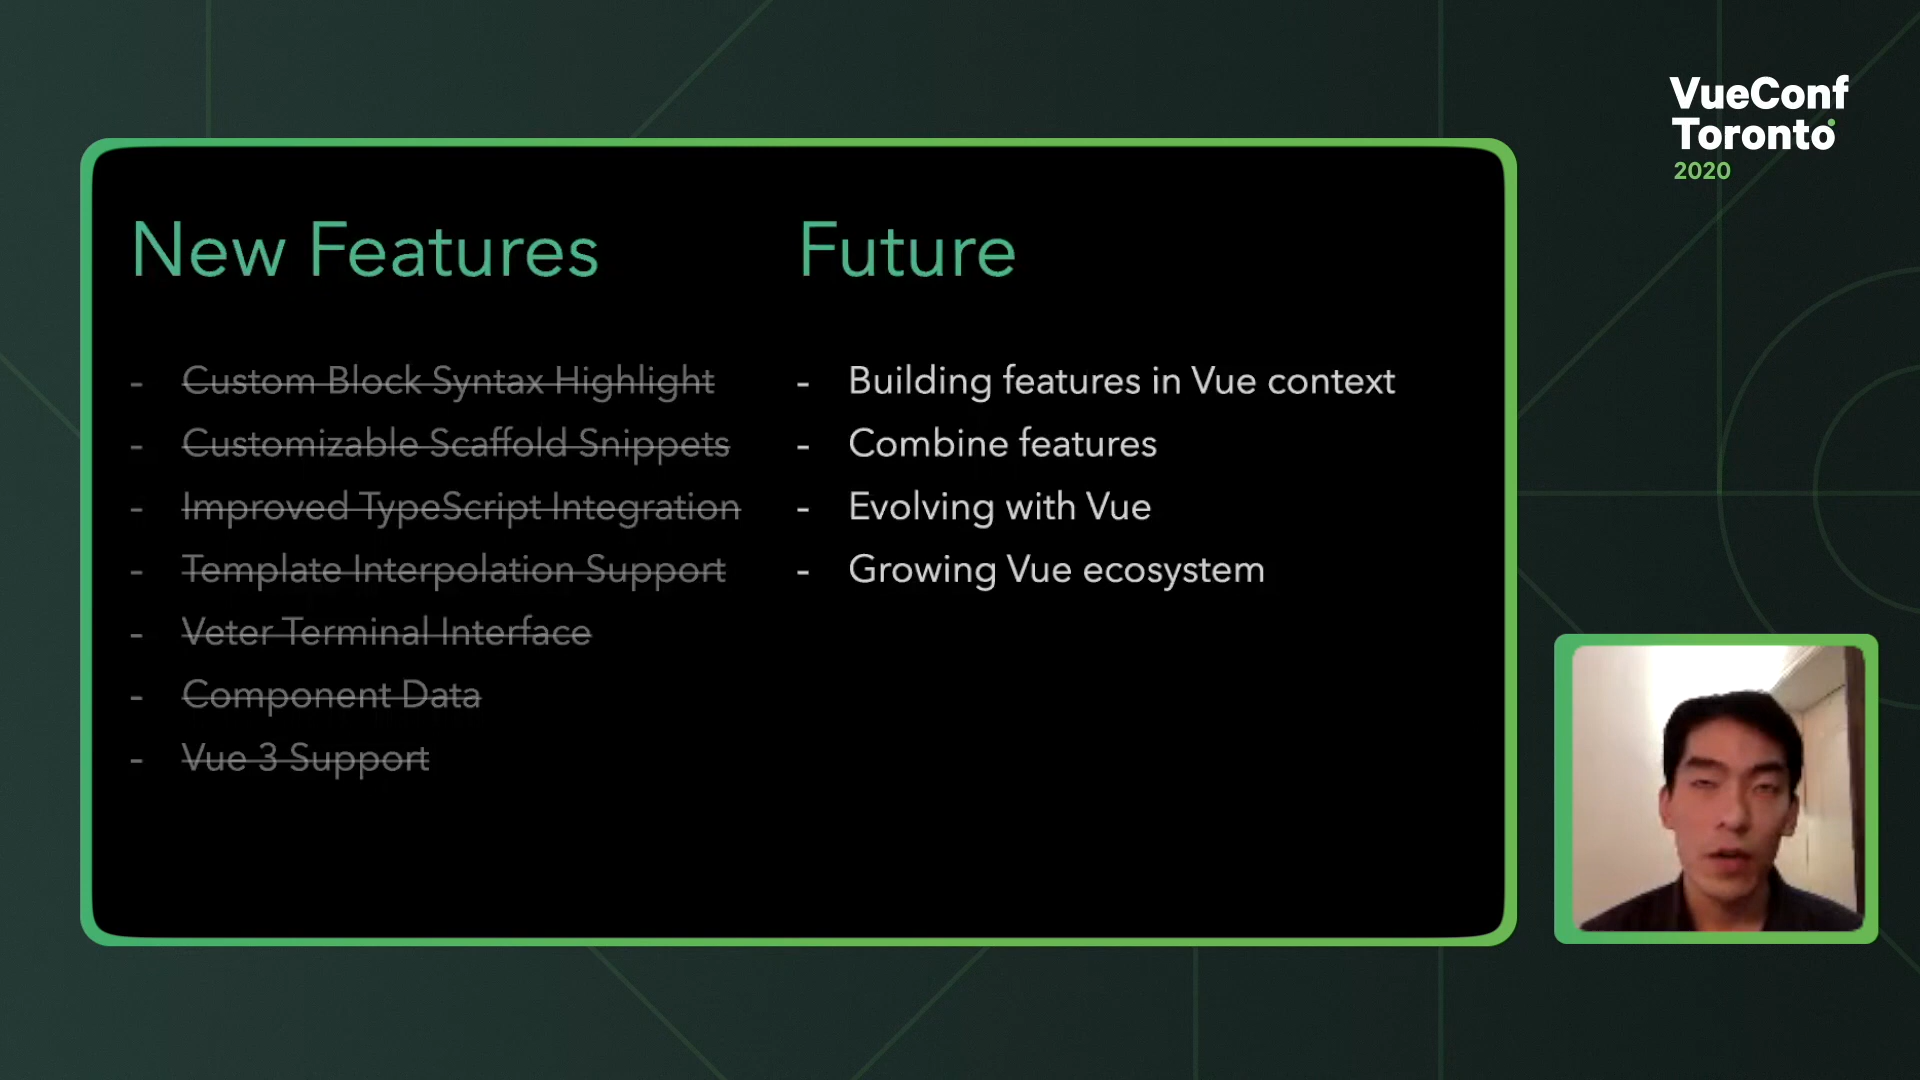 VueConf
Toronto
2020
New Features
- Custom Block Syntax Highlight
- Customizable Scaffold Snippets
- Improved TypeScript Integration
- Template Interpolation Support
- Veter Terminal Interface
- Component Data
- Vue 3 Support
Future
- Building features in Vue context
- Combine features
- Evolving with Vue
- Growing Vue ecosystem